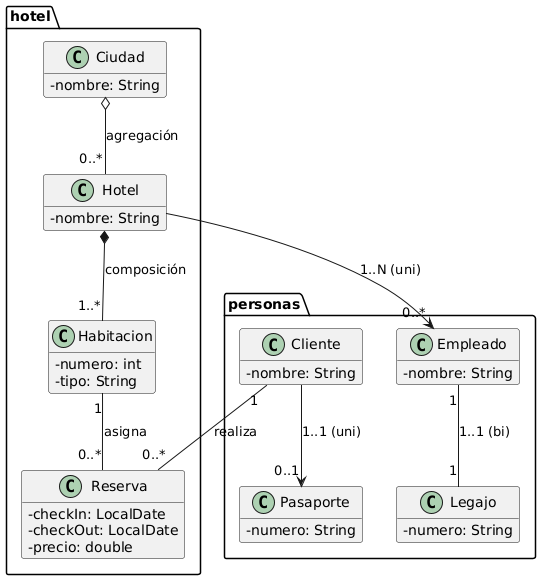 hotel
C Ciudad
-nombre: String
agregación
0..*
C Hotel
-nombre: String
composición
1..N (uni)
1..*
0..*
personas
C Habitacion
-numero: int
-tipo: String
C Cliente
-nombre: String
C Empleado
-nombre: String
1
1
1
asigna
realiza
1..1 (uni)
1..1 (bi)
0..*
0..*
0..1
1
C Reserva
-checkIn: LocalDate
-checkOut: LocalDate
-precio: double
C Pasaporte
-numero: String
C Legajo
-numero: String